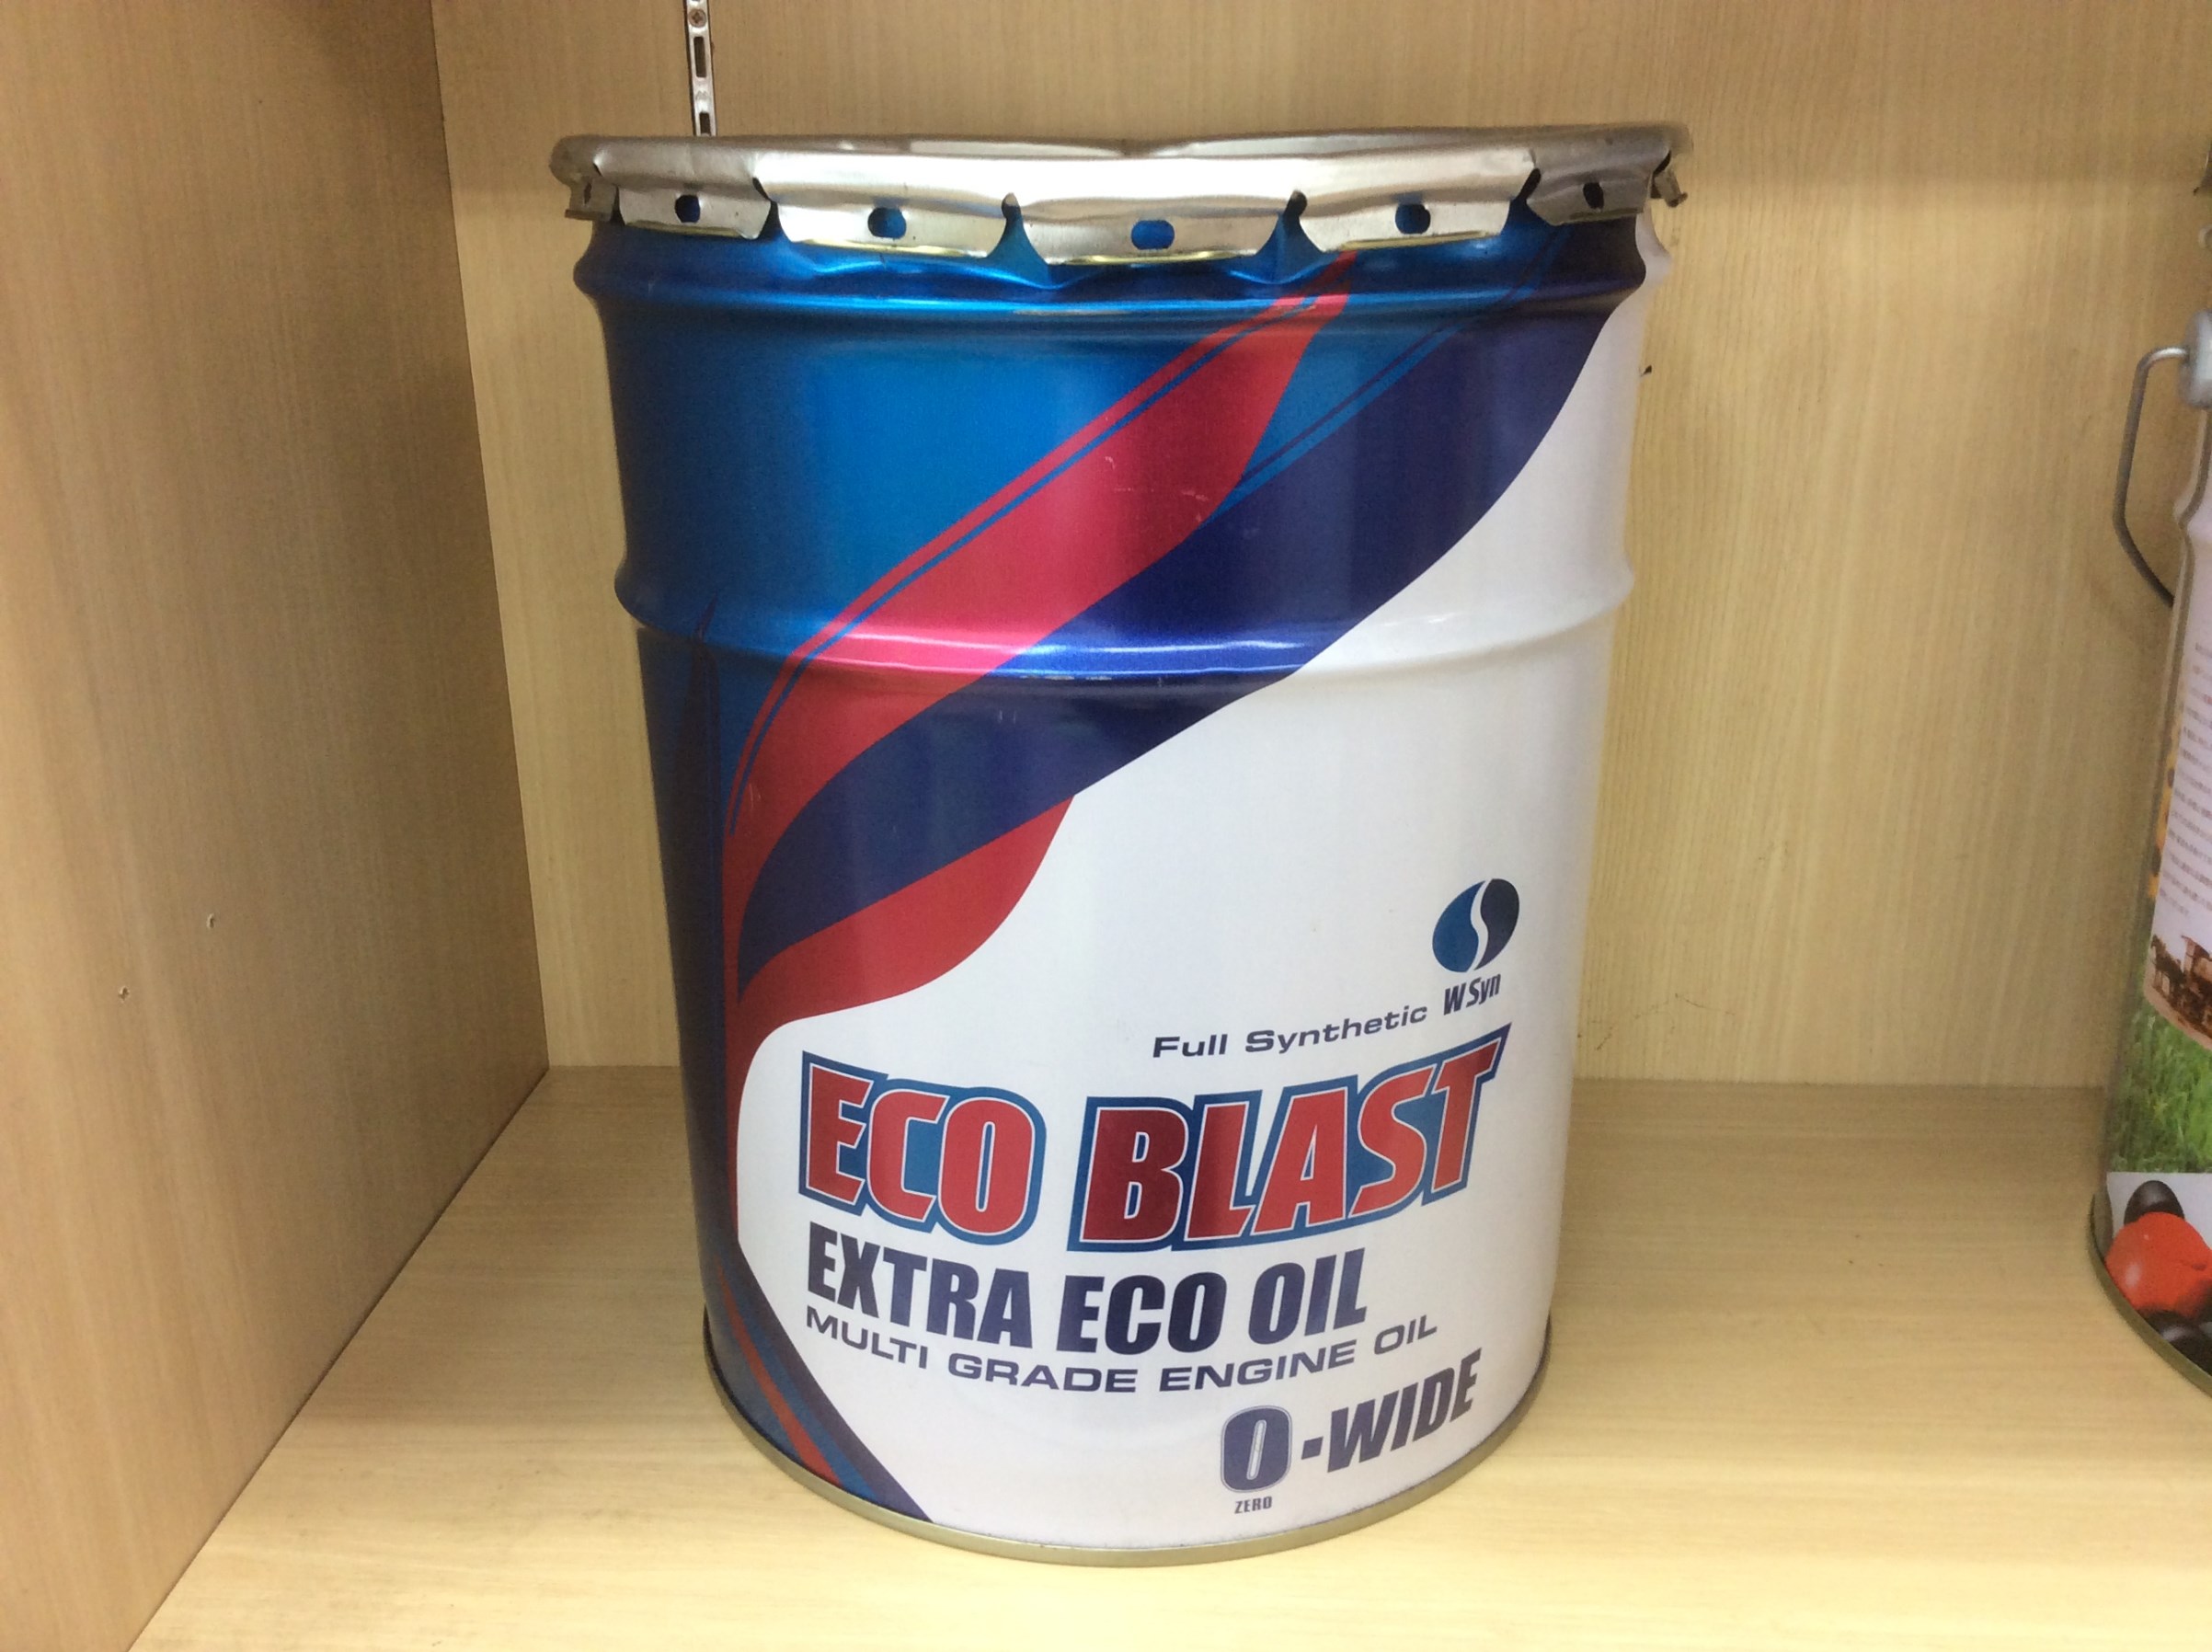 W Syn
Full Synthetic
ECO BLAST
EXTRA ECO OIL
MULTI GRADE ENGINE OIL
0-WIDE
ZERO